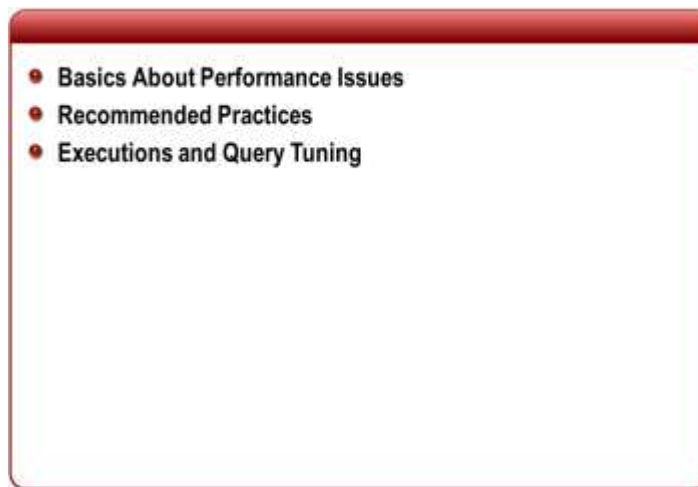 Basics About Performance Issues
Recommended Practices
Executions and Query Tuning